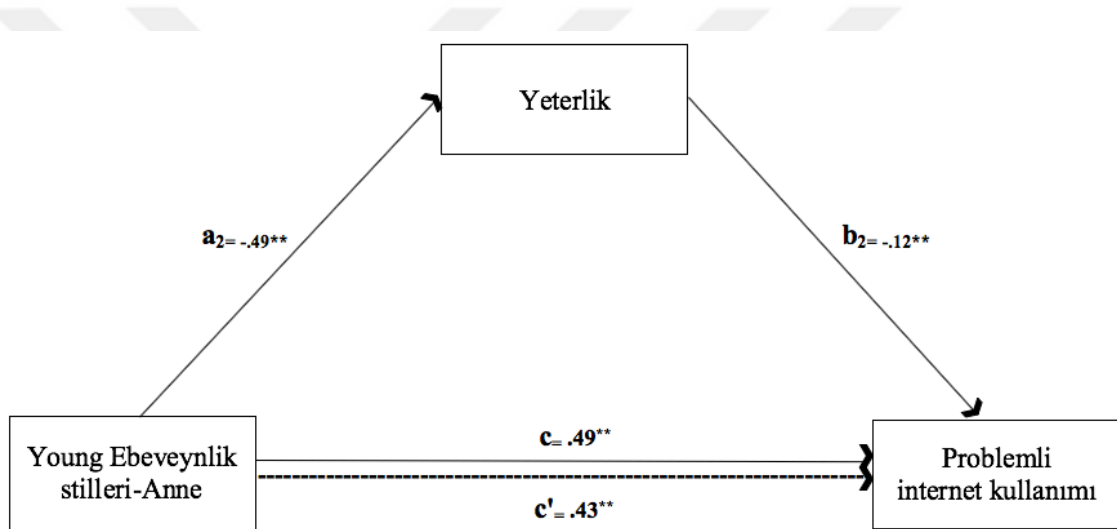 Yeterlik
a2= -.49**
b2= -.12**
c= .49**
Young Ebeveynlik
stilleri-Anne
c'= .43**
Problemli
internet kullanımı